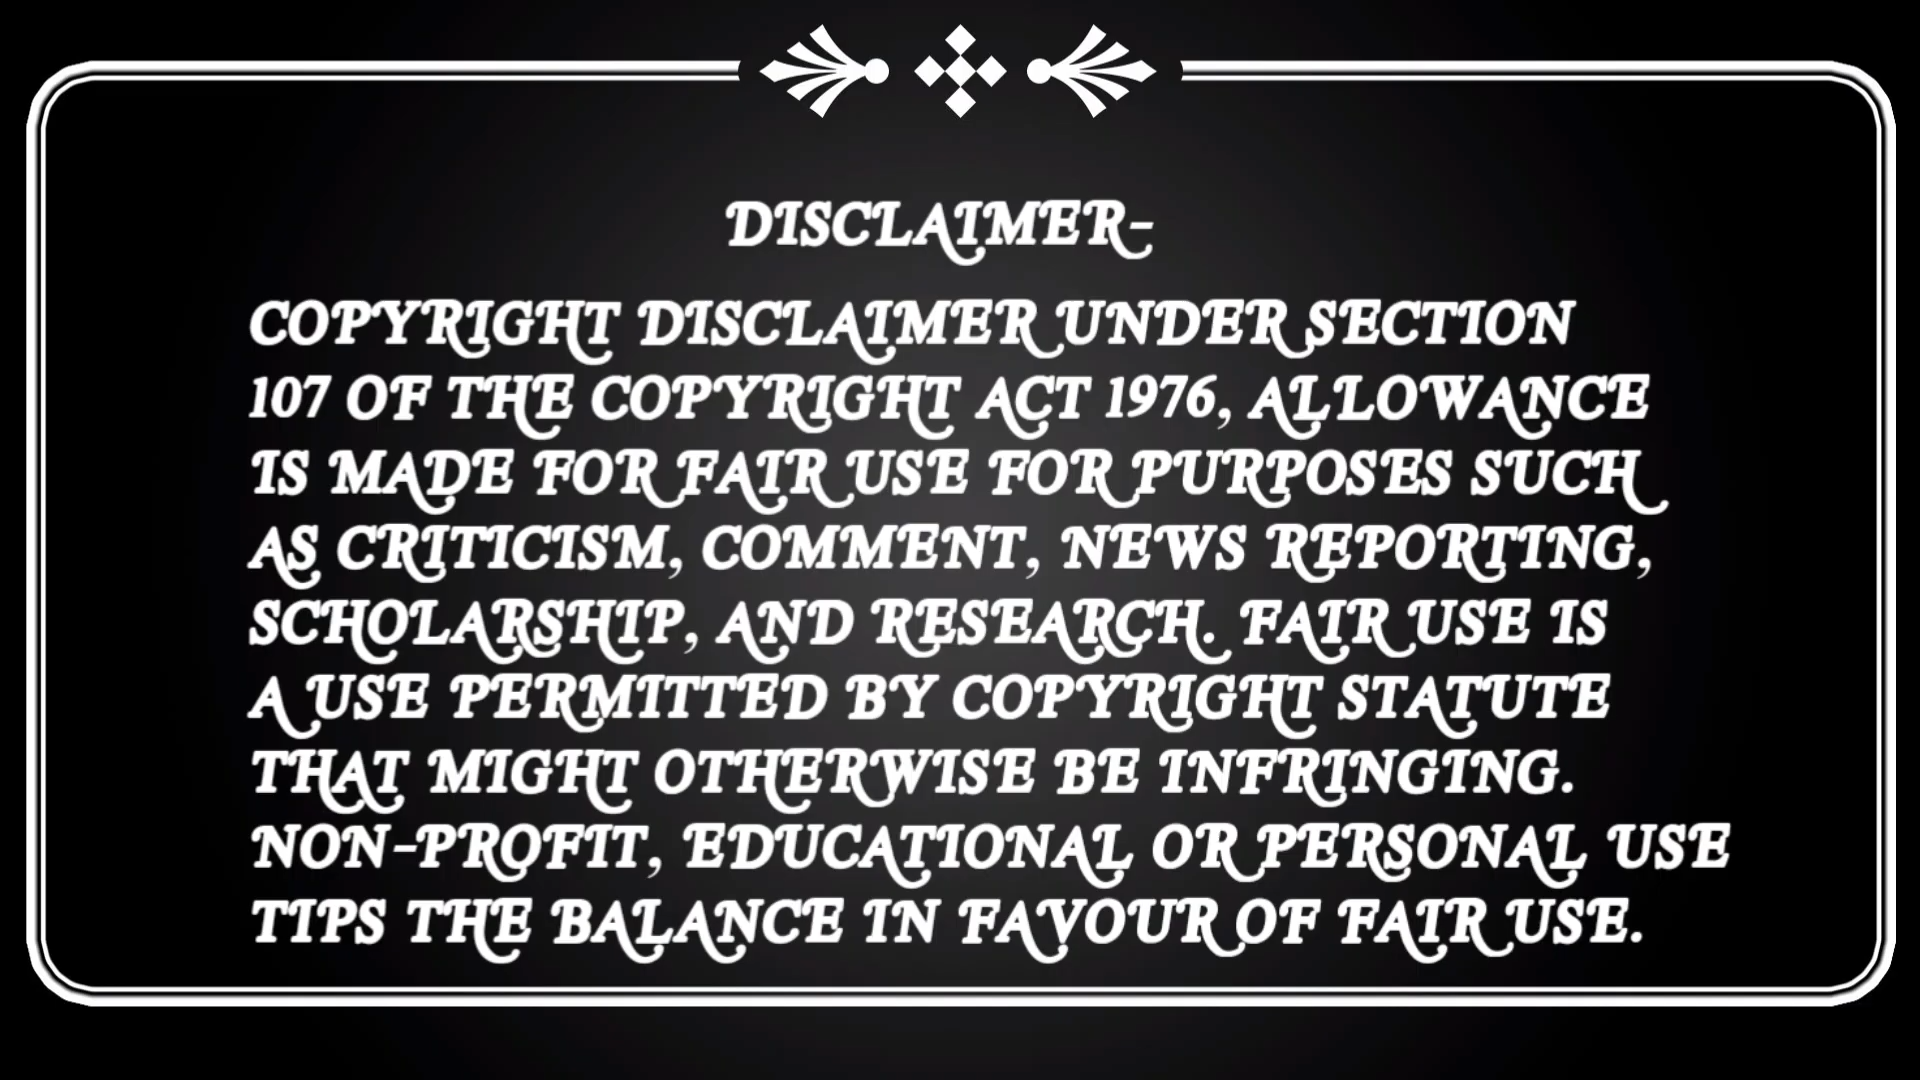 DISCLAIMER-
COPYRIGHT DISCLAIMER UNDER SECTION
107 OF THE COPYRIGHT ACT 1976, ALLOWANCE
IS MADE FOR FAIR USE FOR PURPOSES SUCH
AS CRITICISM, COMMENT, NEWS REPORTING,
SCHOLARSHIP, AND RESEARCH. FAIR USE IS
A USE PERMITTED BY COPYRIGHT STATUTE
THAT MIGHT OTHERWISE BE INFRINGING.
NON-PROFIT, EDUCATIONAL OR PERSONAL USE
TIPS THE BALANCE IN FAVOUR OF FAIR USE.